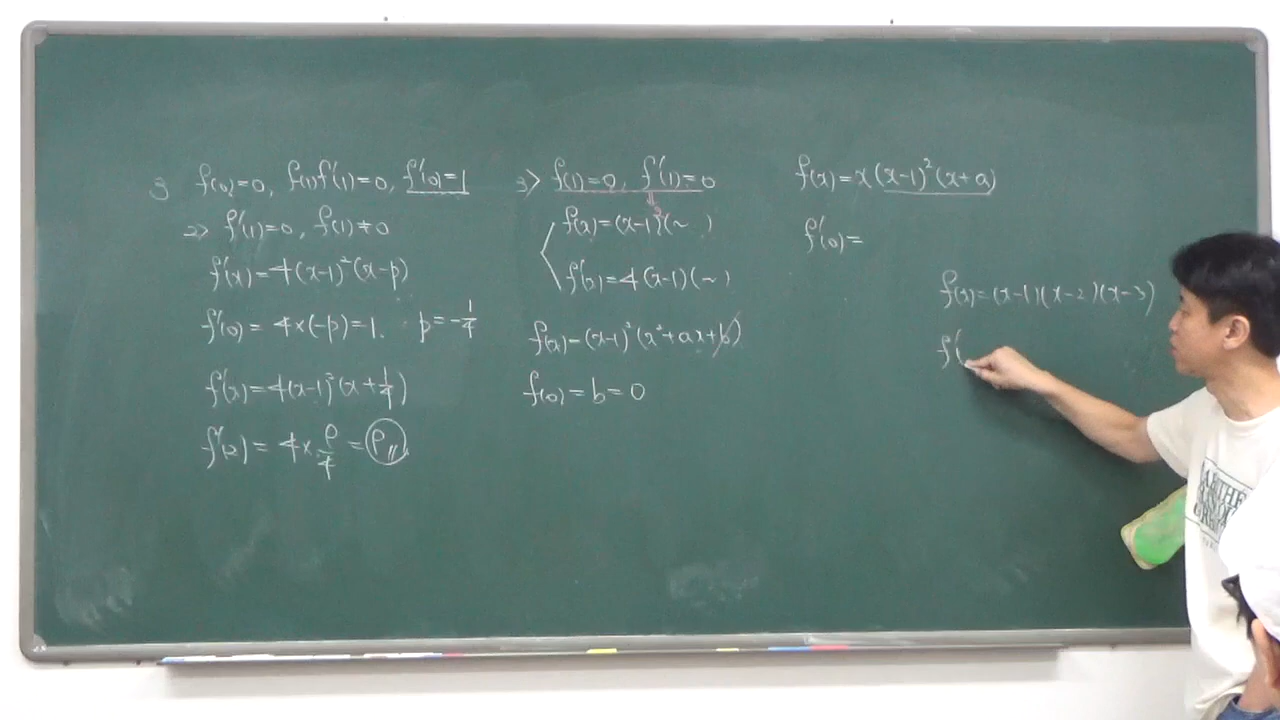 3 f(0)=0, f(1)f'(1)=0, f'(0)=1
2> f'(1)=0, f(1)≠0
f'(x)=4(x-1)²(x-p)
f'(0)=4×(-p)=1. p=-1/4
f'(x)=4(x-1)²(x+1/4)
f'(2)=4×9/4=9
3> f(1)=0, f'(1)=0
f(x)=(x-1)²(~ )
f'(x)=4(x-1)(~)
f(x)=(x-1)²(x²+ax+b)
f(0)=b=0
f(x)=x(x-1)²(x+a)
f'(0)=
f(x)=(x-1)(x-2)(x-3)
f'(